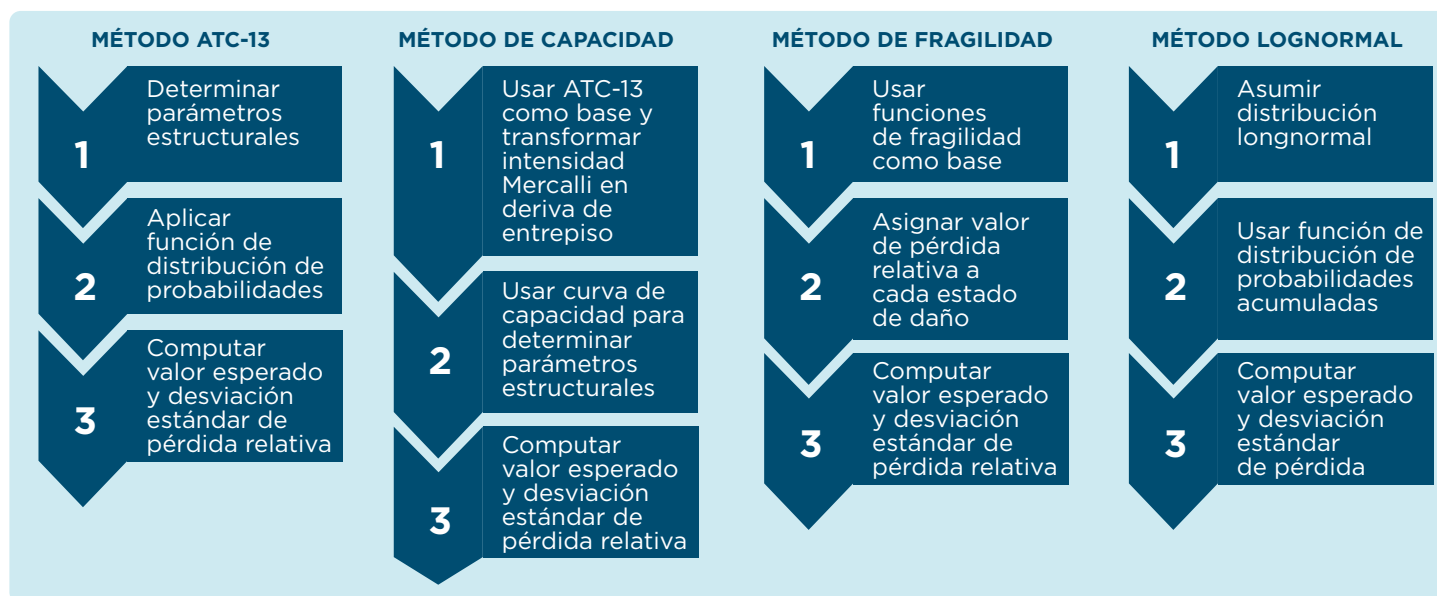 MÉTODO ATC-13
1
Determinar
parámetros
estructurales
2
Aplicar
función de
distribución de
probabilidades
3
Computar
valor esperado
y desviación
estándar de
pérdida relativa
MÉTODO DE CAPACIDAD
1
Usar ATC-13
como base y
transformar
intensidad
Mercalli en
deriva de
entrepiso
2
Usar curva de
capacidad para
determinar
parámetros
estructurales
3
Computar
valor esperado
y desviación
estándar de
pérdida relativa
MÉTODO DE FRAGILIDAD
1
Usar
funciones
de fragilidad
como base
2
Asignar valor
de pérdida
relativa a
cada estado
de daño
3
Computar
valor esperado
y desviación
estándar de
pérdida relativa
MÉTODO LOGNORMAL
1
Asumir
distribución
longnormal
2
Usar función de
distribución de
probabilidades
acumuladas
3
Computar
valor esperado
y desviación
estándar
de pérdida